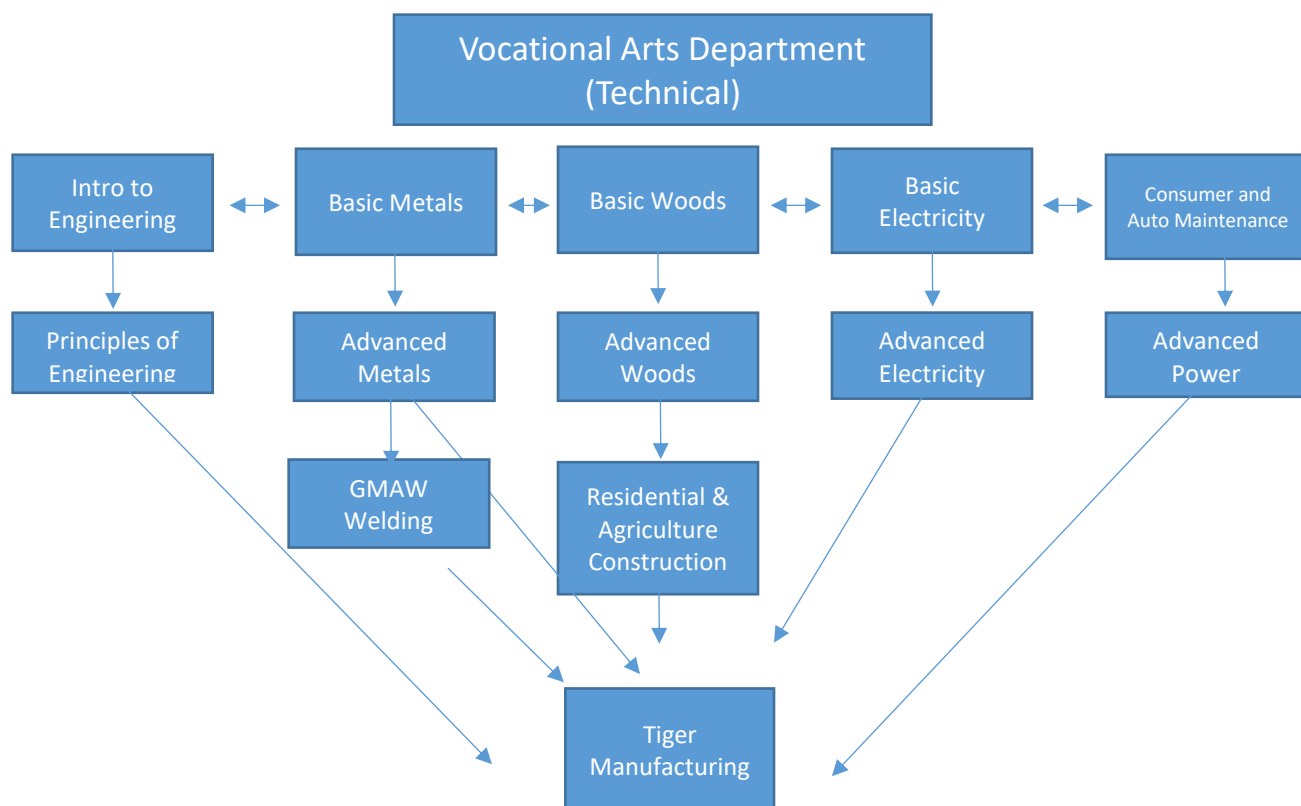 Vocational Arts Department
(Technical)
Intro to
Engineering
Basic Metals
Basic Woods
Basic
Electricity
Consumer and
Auto Maintenance
Principles of
Engineering
Advanced
Metals
Advanced
Woods
Advanced
Electricity
Advanced
Power
GMAW
Welding
Residential &
Agriculture
Construction
Tiger
Manufacturing